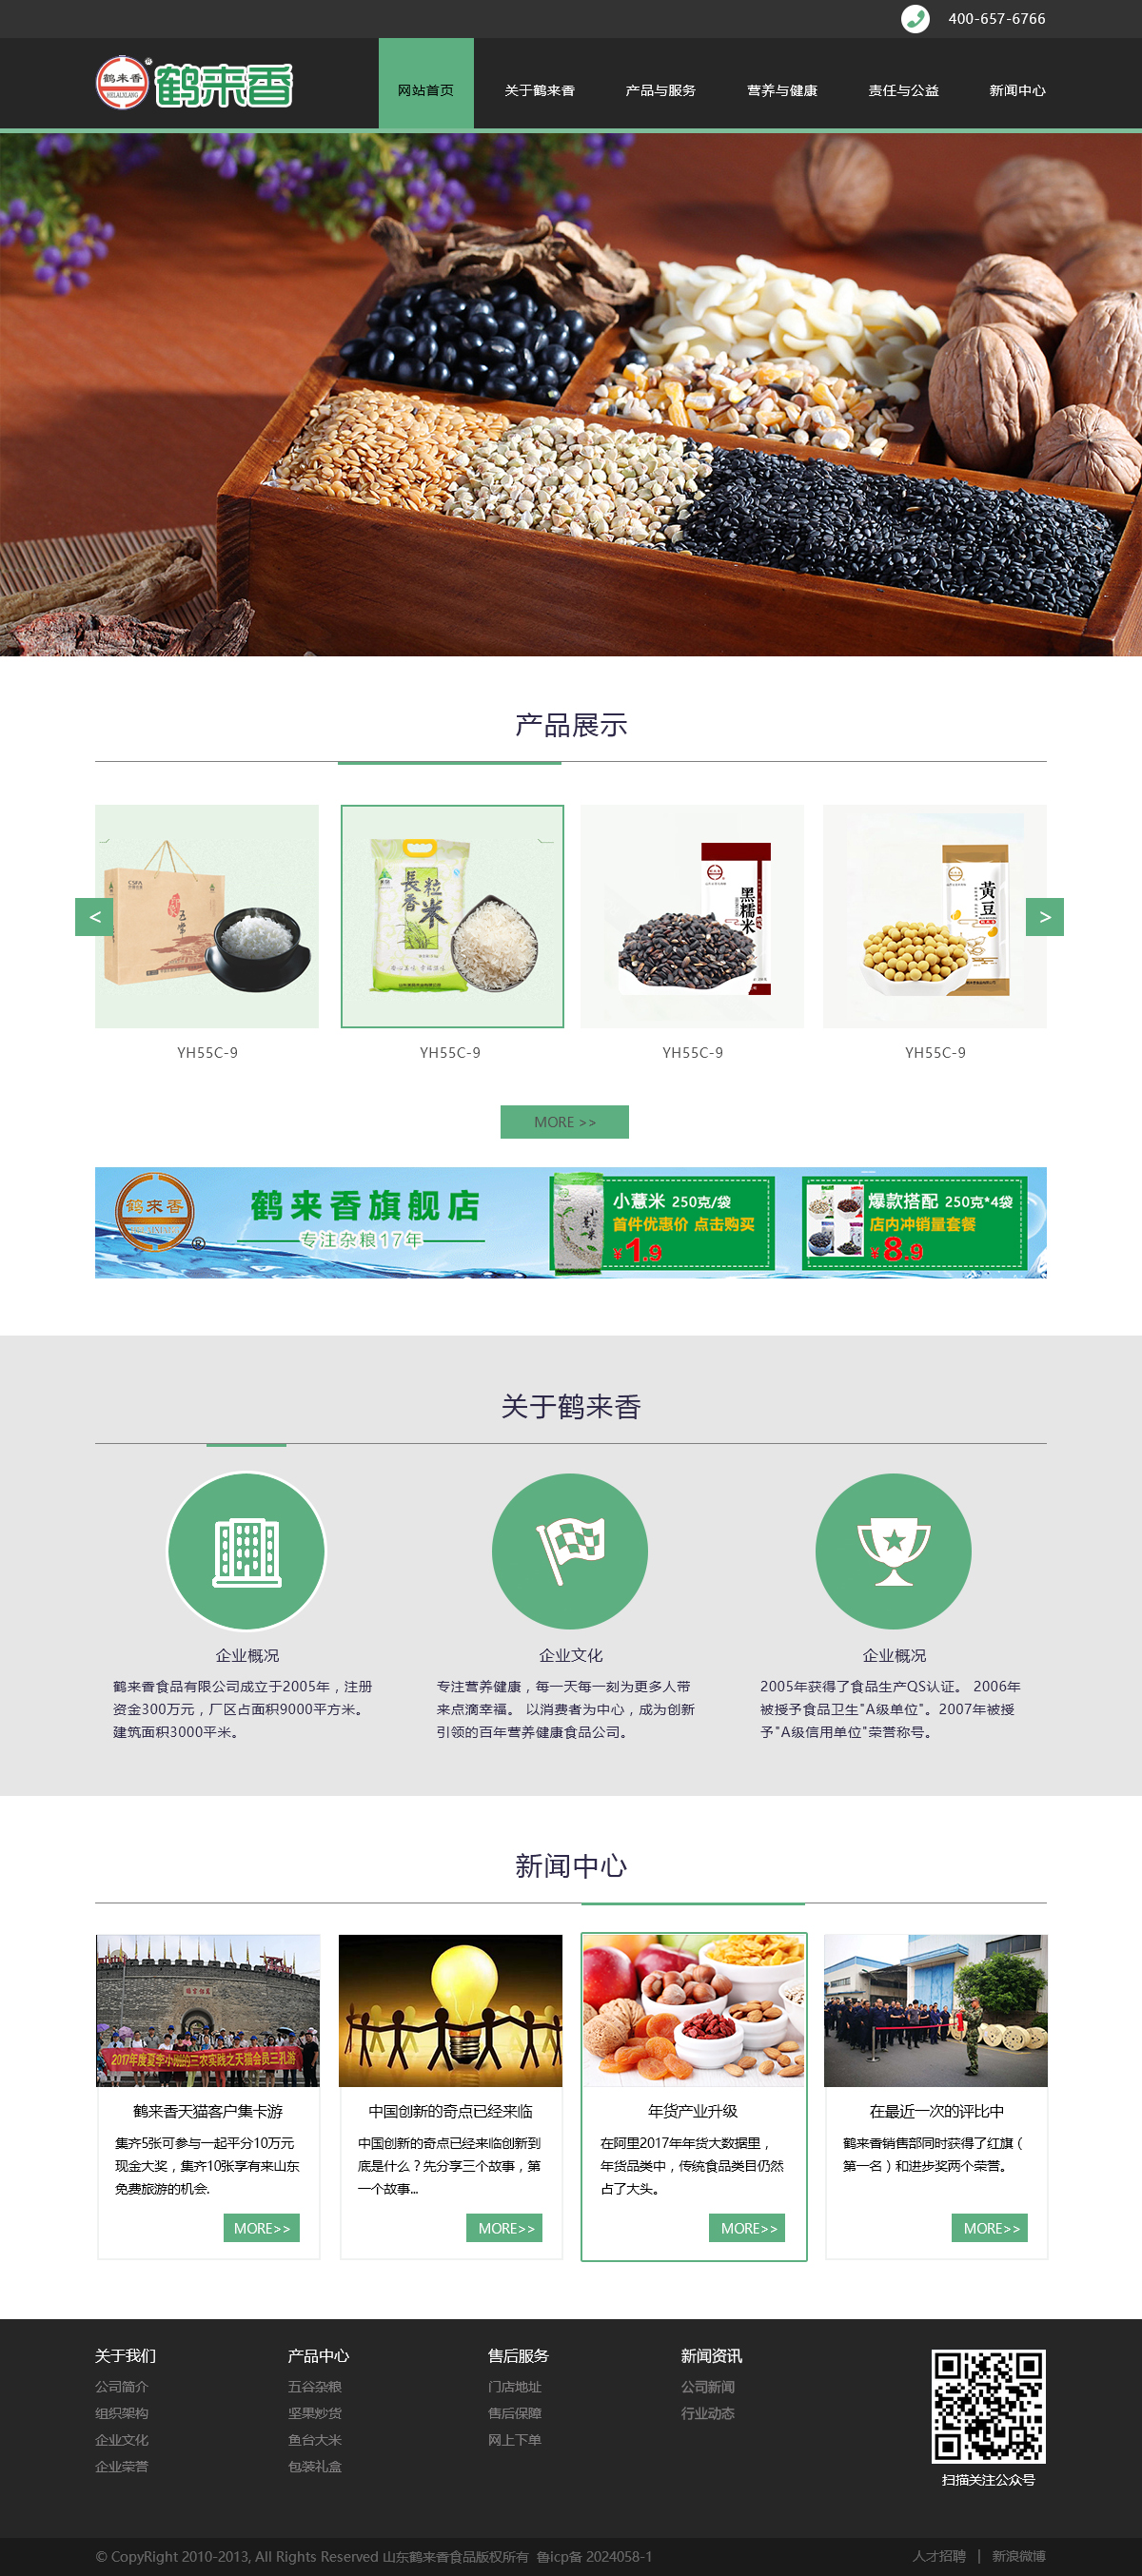 400-657-6766
鹤来香
HELAIXIANG
®
鹤来香
网站首页
关于鹤来香
产品与服务
营养与健康
责任与公益
新闻中心
产品展示
<
>
長粒香米
黑糯米
黃豆
YH55C-9
YH55C-9
YH55C-9
YH55C-9
MORE >>
鹤来香
®
鹤来香旗舰店
专注杂粮17年
小薏米
小薏米 250克/袋
首件优惠价 点击购买
¥1.9
爆款搭配 250克*4袋
店内冲销量套餐
¥8.9
关于鹤来香
企业概况
鹤来香食品有限公司成立于2005年，注册
资金300万元，厂区占面积9000平方米。
建筑面积3000平米。
企业文化
专注营养健康，每一天每一刻为更多人带
来点滴幸福。 以消费者为中心，成为创新
引领的百年营养健康食品公司。
企业概况
2005年获得了食品生产QS认证。 2006年
被授予食品卫生"A级单位"。2007年被授
予"A级信用单位"荣誉称号。
新闻中心
鹤来香天猫客户集卡游
集齐5张可参与一起平分10万元
现金大奖，集齐10张享有来山东
免费旅游的机会.
MORE>>
中国创新的奇点已经来临
中国创新的奇点已经来临创新到
底是什么？先分享三个故事，第
一个故事...
MORE>>
年货产业升级
在阿里2017年年货大数据里，
年货品类中，传统食品类目仍然
占了大头。
MORE>>
在最近一次的评比中
鹤来香销售部同时获得了红旗（
第一名）和进步奖两个荣誉。
MORE>>
关于我们
公司简介
组织架构
企业文化
企业荣誉
产品中心
五谷杂粮
坚果炒货
鱼台大米
包装礼盒
售后服务
门店地址
售后保障
网上下单
新闻资讯
公司新闻
行业动态
扫描关注公众号
© CopyRight 2010-2013, All Rights Reserved 山东鹤来香食品版权所有 鲁icp备 2024058-1
人才招聘 | 新浪微博